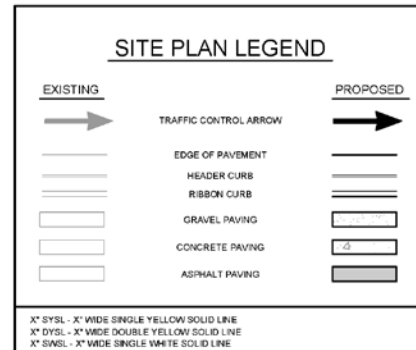 SITE PLAN LEGEND
EXISTING
PROPOSED
TRAFFIC CONTROL ARROW
EDGE OF PAVEMENT
HEADER CURB
RIBBON CURB
GRAVEL PAVING
CONCRETE PAVING
ASPHALT PAVING
X" SYSL - X" WIDE SINGLE YELLOW SOLID LINE
X" DYSL - X" WIDE DOUBLE YELLOW SOLID LINE
X" SWSL - X" WIDE SINGLE WHITE SOLID LINE